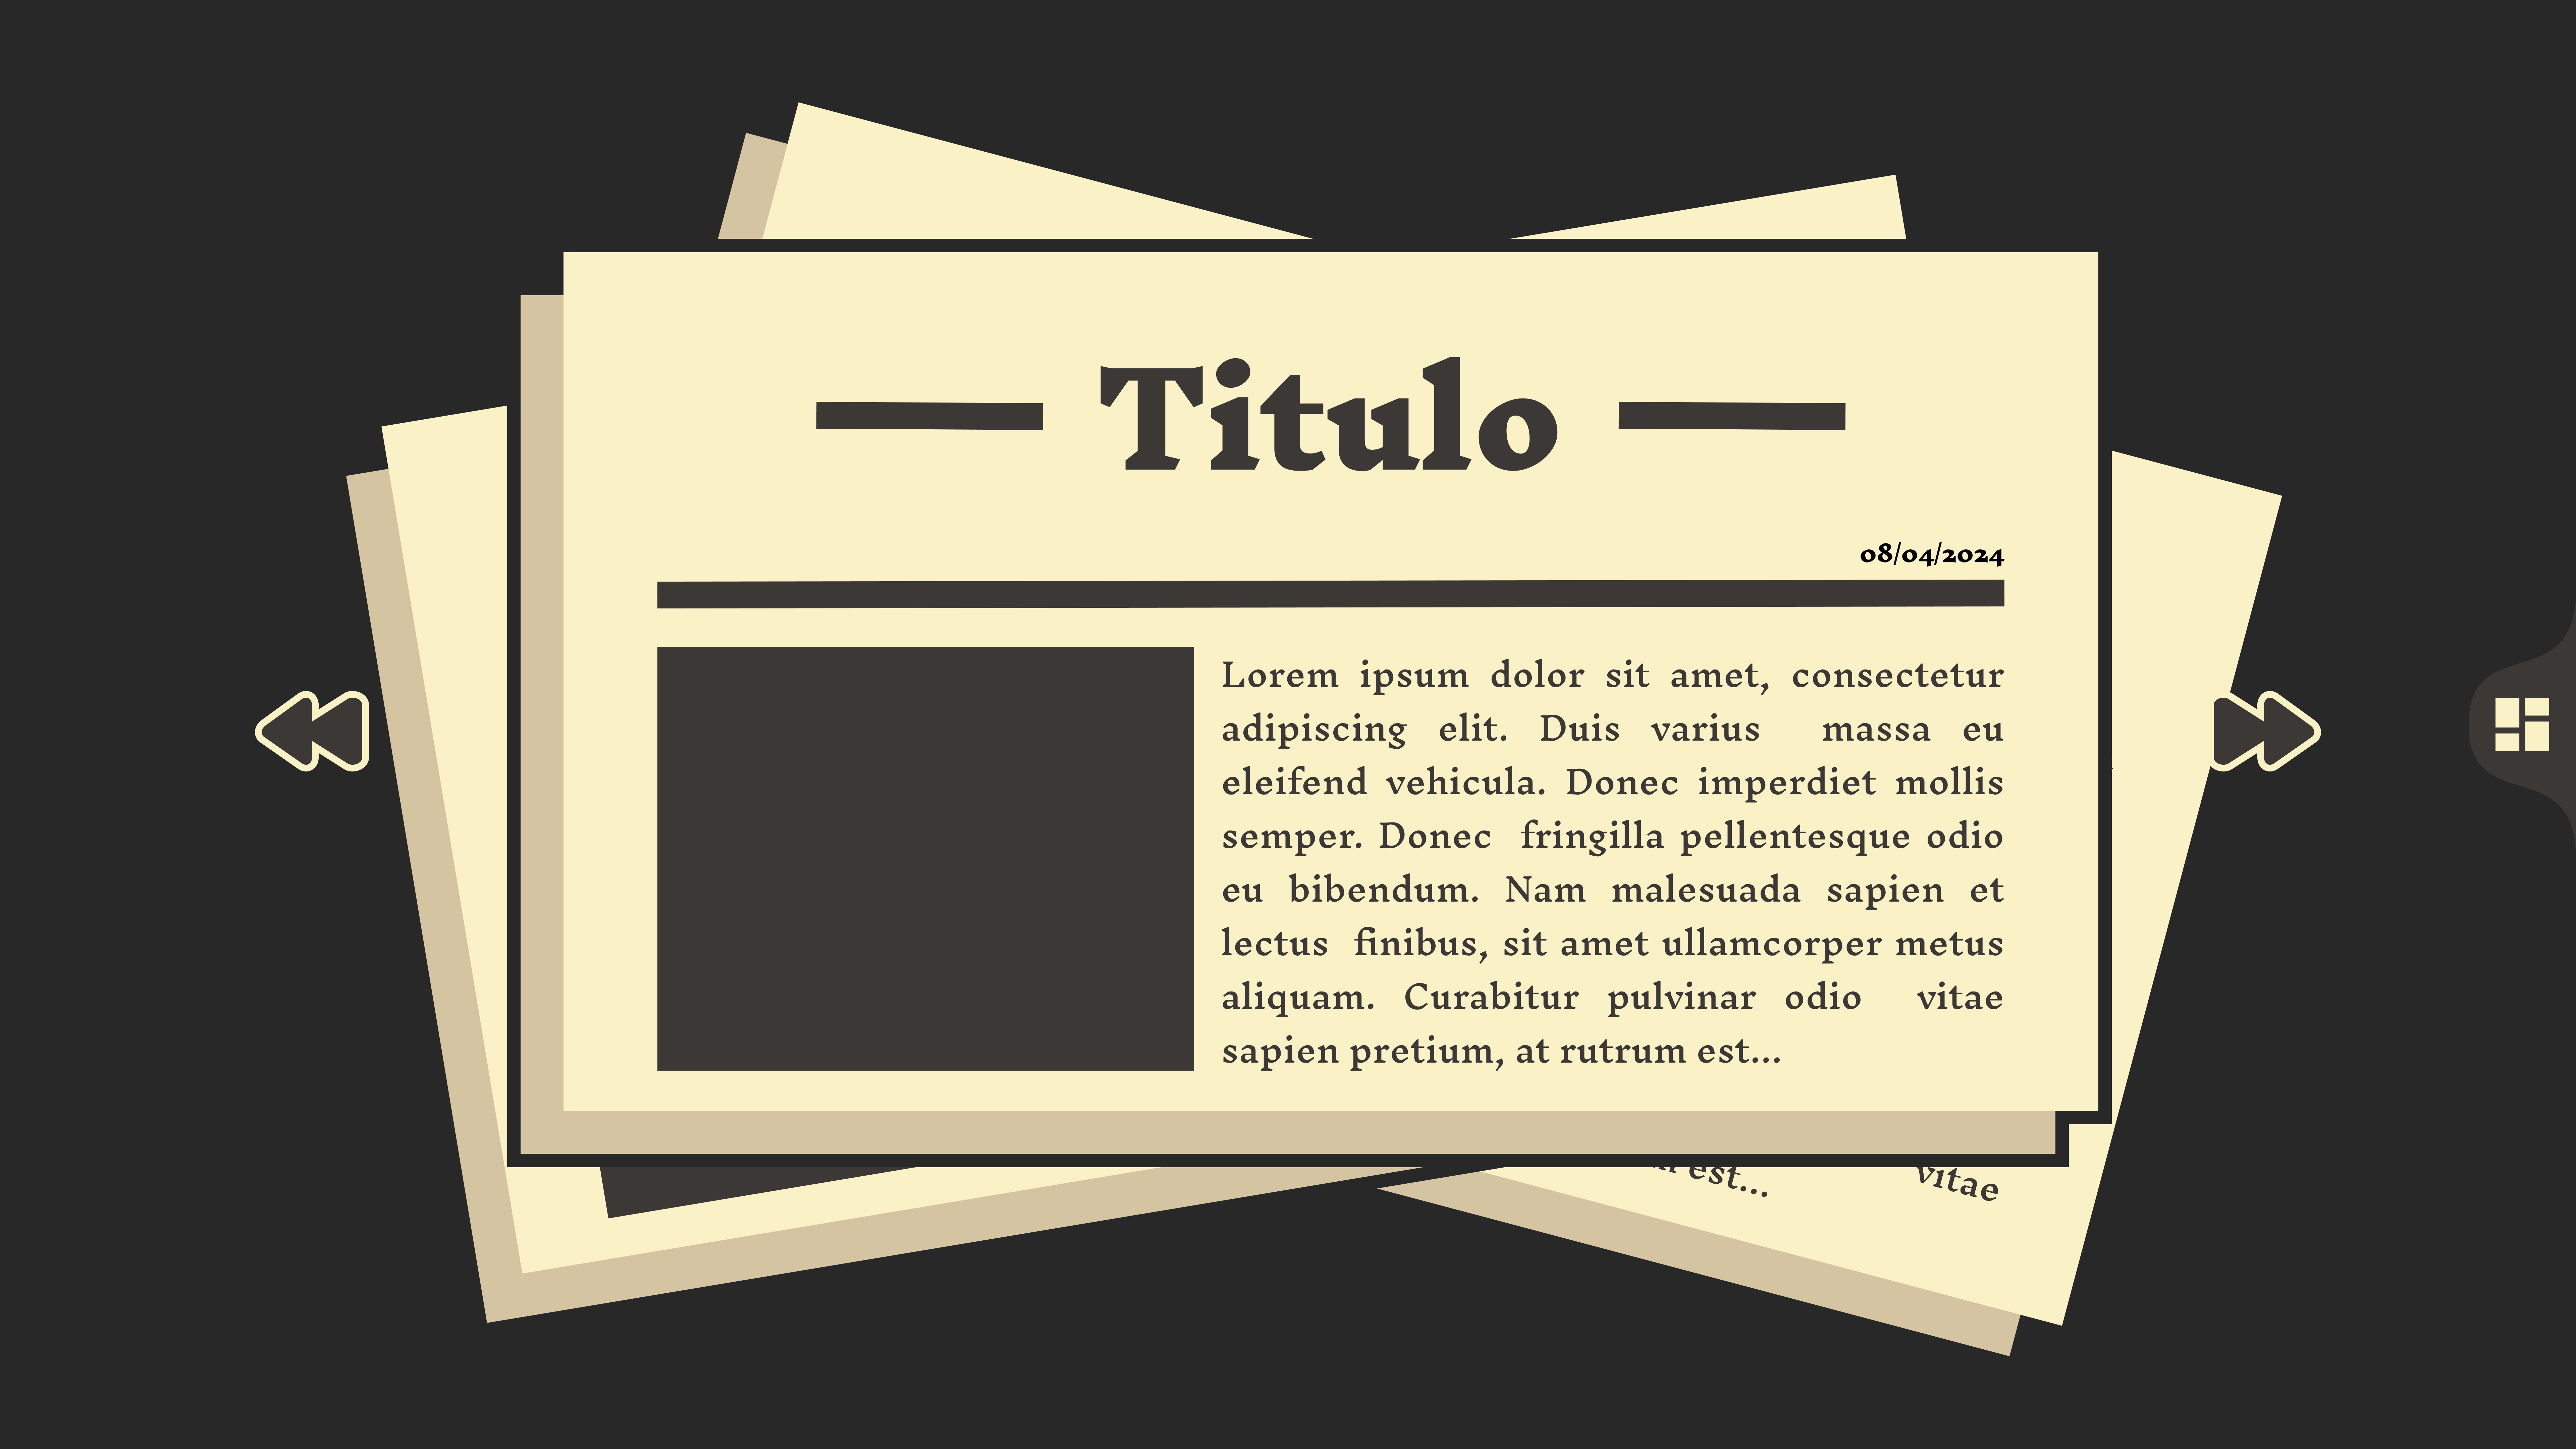 Titulo
08/04/2024
Lorem ipsum dolor sit amet, consectetur
adipiscing elit. Duis varius massa eu
eleifend vehicula. Donec imperdiet mollis
semper. Donec fringilla pellentesque odio
eu bibendum. Nam malesuada sapien et
lectus finibus, sit amet ullamcorper metus
aliquam. Curabitur pulvinar odio vitae
sapien pretium, at rutrum est...
est... vitae